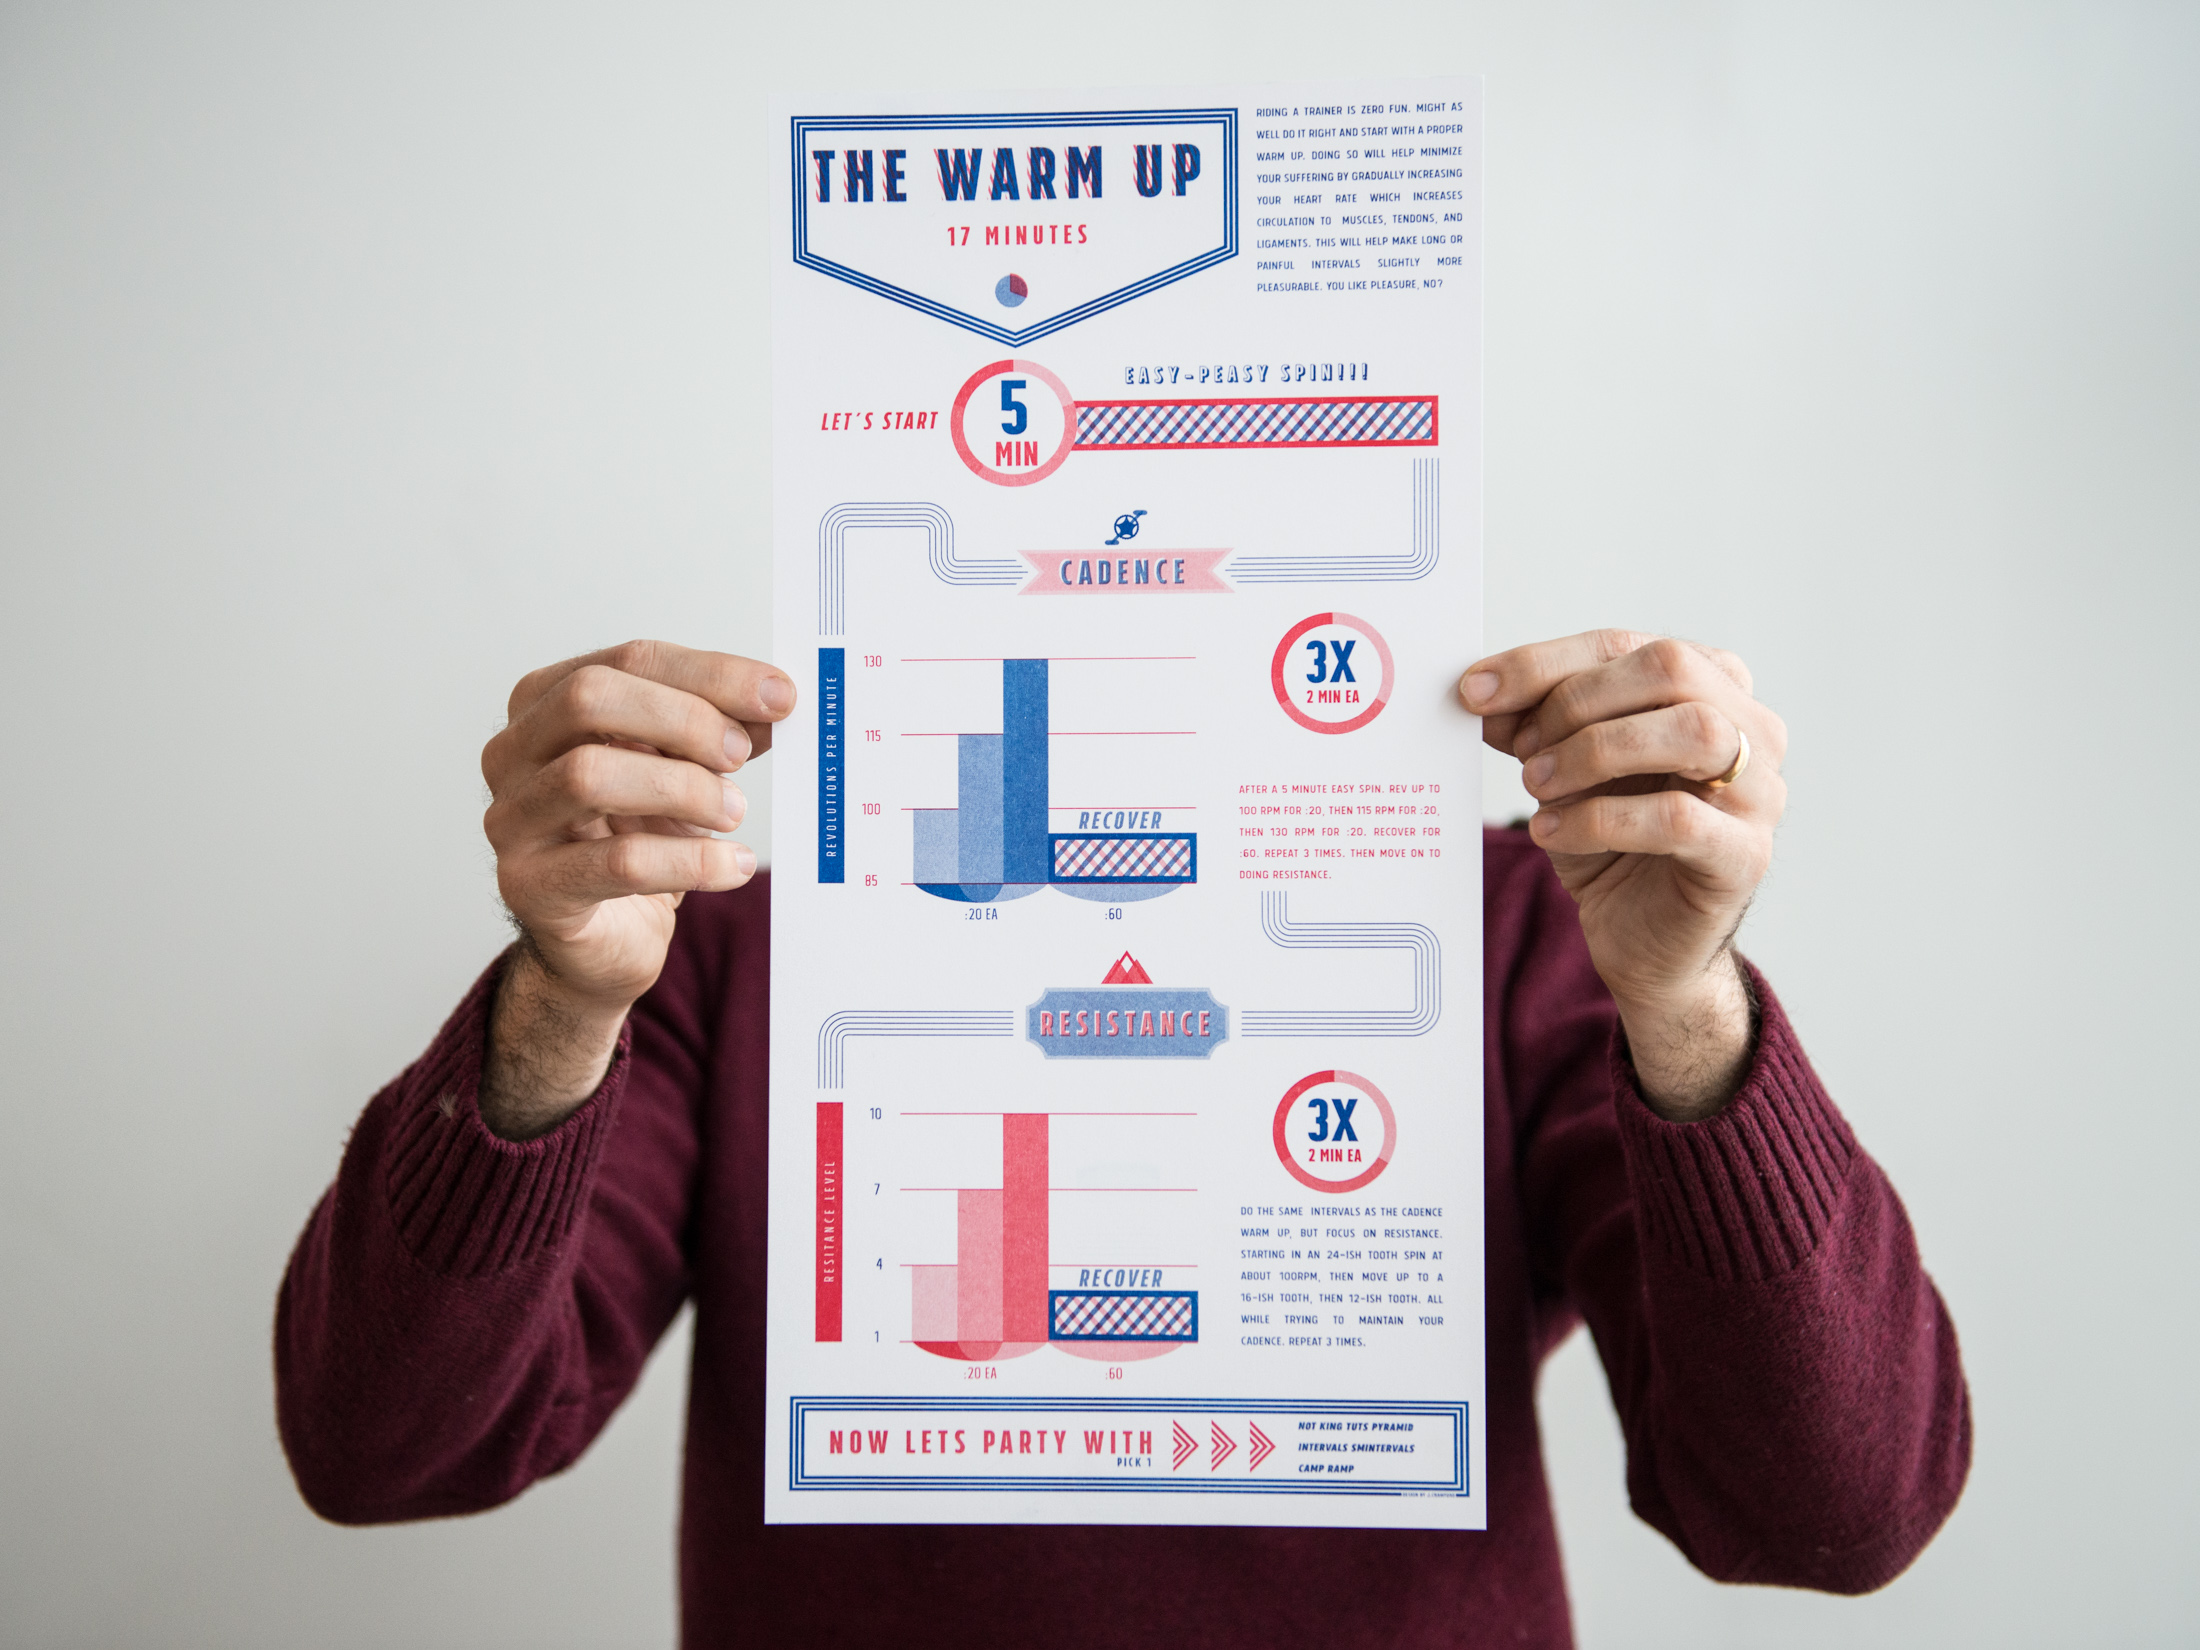 THE WARM UP
17 MINUTES
RIDING A TRAINER IS ZERO FUN. MIGHT AS
WELL DO IT RIGHT AND START WITH A PROPER
WARM UP. DOING SO WILL HELP MINIMIZE
YOUR SUFFERING BY GRADUALLY INCREASING
YOUR HEART RATE WHICH INCREASES
CIRCULATION TO MUSCLES, TENDONS, AND
LIGAMENTS. THIS WILL HELP MAKE LONG OR
PAINFUL INTERVALS SLIGHTLY MORE
PLEASURABLE. YOU LIKE PLEASURE, NO?
EASY-PEASY SPIN!!!
LET'S START
5
MIN
CADENCE
REVOLUTIONS PER MINUTE
130
115
100
85
RECOVER
:20 EA
:60
3X
2 MIN EA
AFTER A 5 MINUTE EASY SPIN. REV UP TO
100 RPM FOR :20, THEN 115 RPM FOR :20,
THEN 130 RPM FOR :20. RECOVER FOR
:60. REPEAT 3 TIMES. THEN MOVE ON TO
DOING RESISTANCE.
RESISTANCE
RESITANCE LEVEL
10
7
4
1
RECOVER
:20 EA
:60
3X
2 MIN EA
DO THE SAME INTERVALS AS THE CADENCE
WARM UP, BUT FOCUS ON RESISTANCE.
STARTING IN AN 24-ISH TOOTH SPIN AT
ABOUT 100RPM, THEN MOVE UP TO A
16-ISH TOOTH, THEN 12-ISH TOOTH. ALL
WHILE TRYING TO MAINTAIN YOUR
CADENCE. REPEAT 3 TIMES.
NOW LETS PARTY WITH
PICK 1
NOT KING TUTS PYRAMID
INTERVALS SMINTERVALS
CAMP RAMP
DESIGN BY J.CRAWFORD